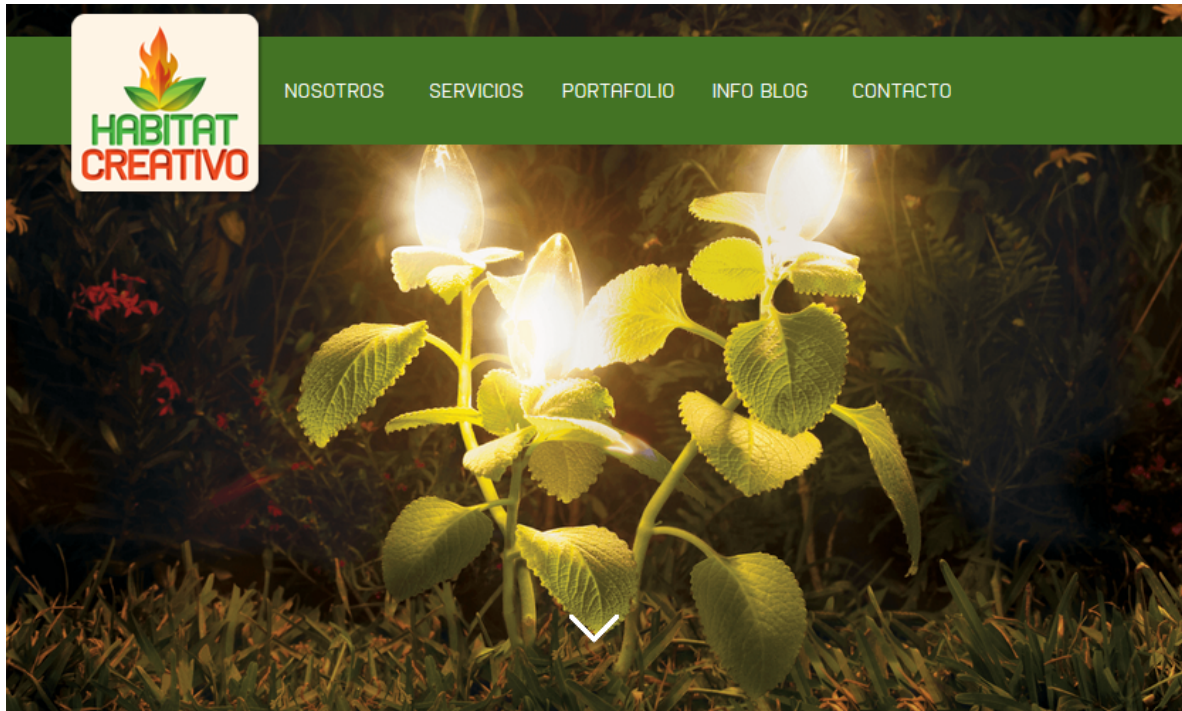 HABITAT
CREATIVO
NOSOTROS SERVICIOS PORTAFOLIO INFO BLOG CONTACTO